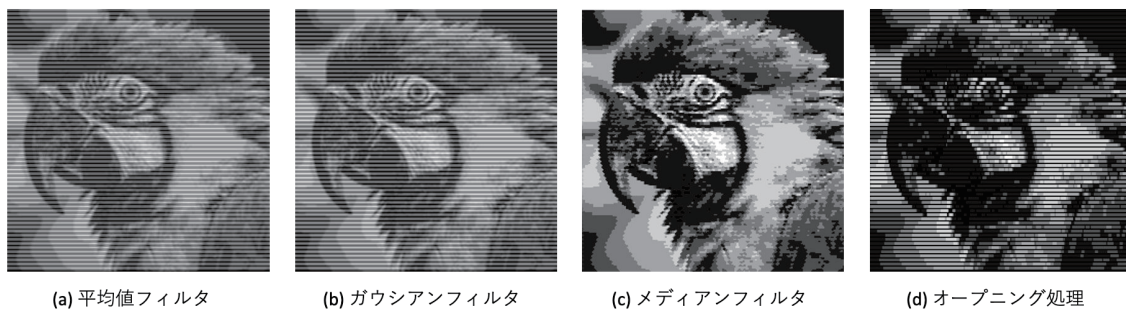 (a) 平均値フィルタ
(b) ガウシアンフィルタ
(c) メディアンフィルタ
(d) オープニング処理